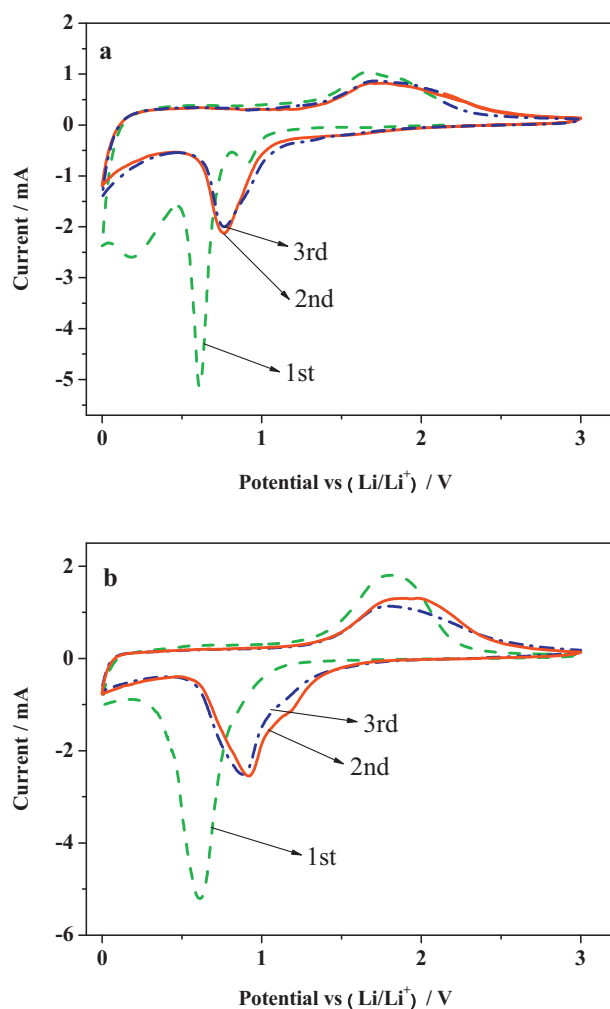 a
2
1
0
-1
-2
-3
-4
-5
Current / mA
3rd
2nd
1st
0
1
2
3
Potential vs ( Li/Li⁺) / V
b
2
0
-2
-4
-6
Current / mA
3rd
2nd
1st
0
1
2
3
Potential vs ( Li/Li⁺) / V